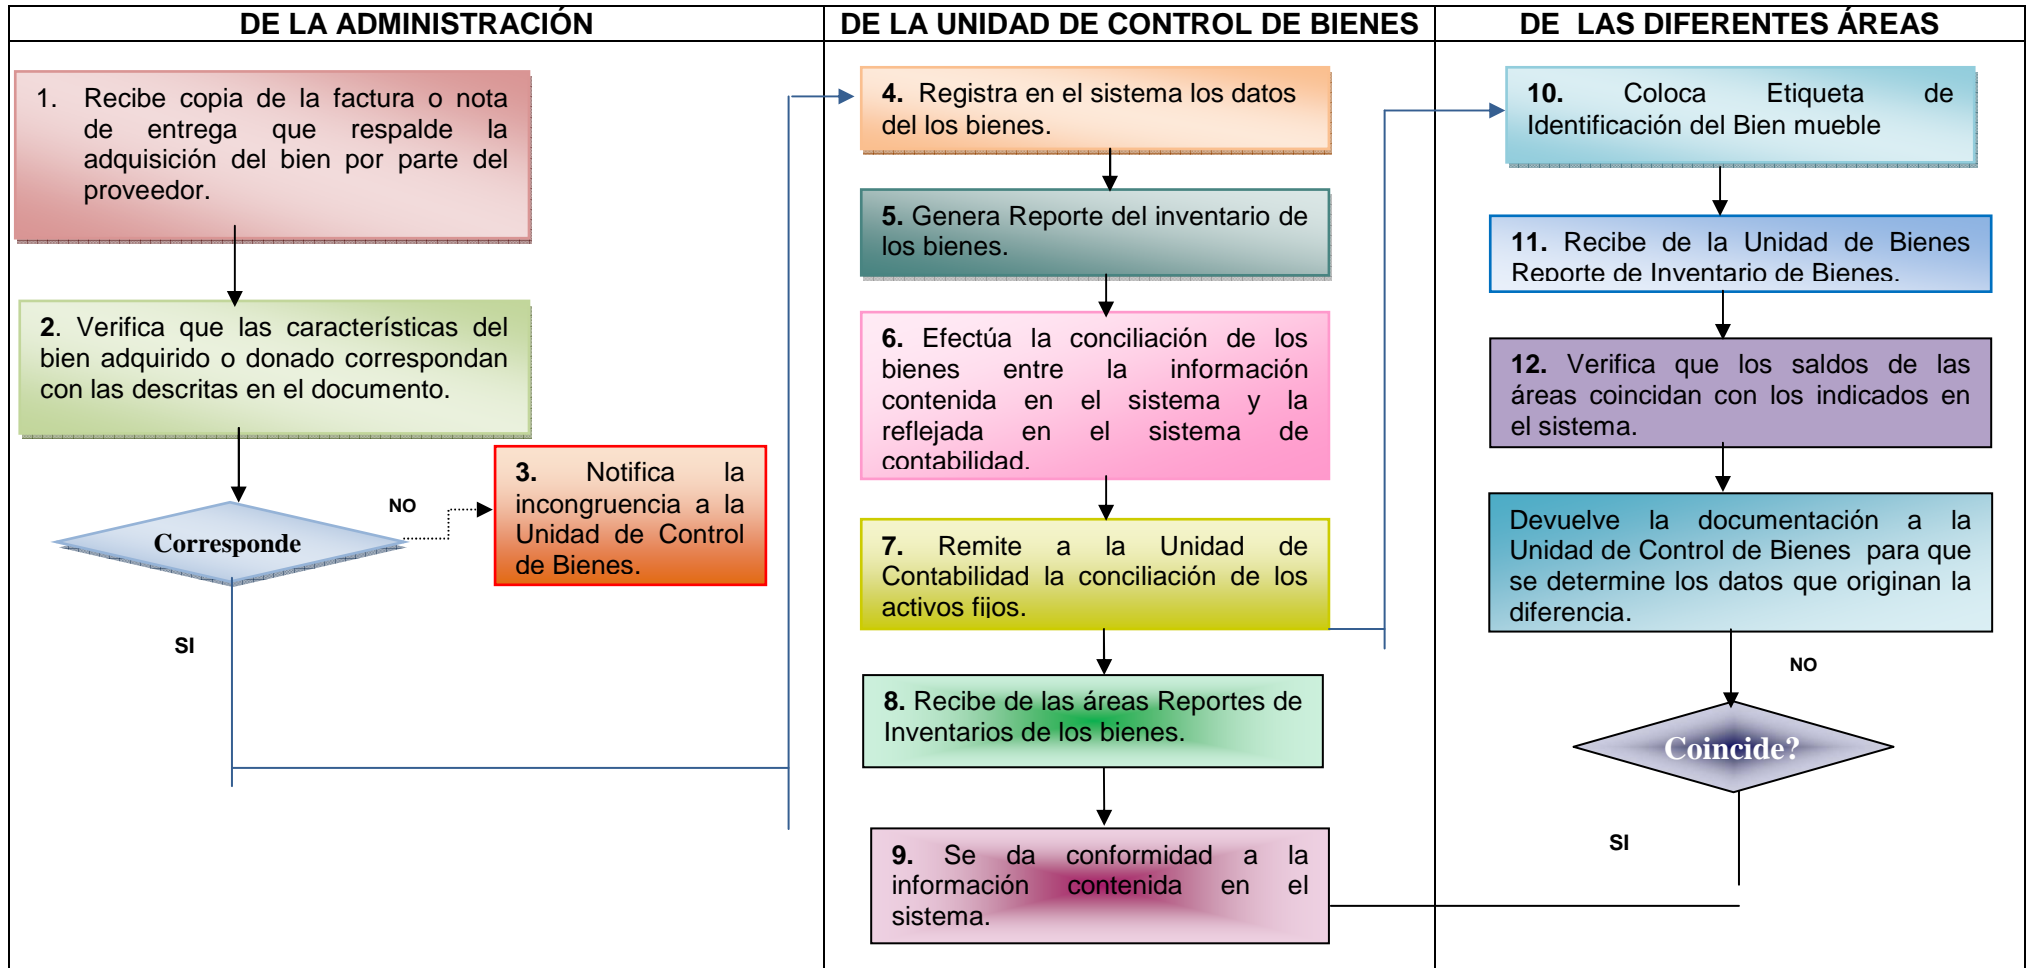 DE LA ADMINISTRACIÓN
1. Recibe copia de la factura o nota
de entrega que respalde la
adquisición del bien por parte del
proveedor.
2. Verifica que las características del
bien adquirido o donado correspondan
con las descritas en el documento.
Corresponde
NO
3. Notifica la
incongruencia a la
Unidad de Control
de Bienes.
SI
DE LA UNIDAD DE CONTROL DE BIENES
4. Registra en el sistema los datos
del los bienes.
5. Genera Reporte del inventario de
los bienes.
6. Efectúa la conciliación de los
bienes entre la información
contenida en el sistema y la
reflejada en el sistema de
contabilidad.
7. Remite a la Unidad de
Contabilidad la conciliación de los
activos fijos.
8. Recibe de las áreas Reportes de
Inventarios de los bienes.
9. Se da conformidad a la
información contenida en el
sistema.
DE LAS DIFERENTES ÁREAS
10. Coloca Etiqueta de
Identificación del Bien mueble
11. Recibe de la Unidad de Bienes
Reporte de Inventario de Bienes.
12. Verifica que los saldos de las
áreas coincidan con los indicados en
el sistema.
Devuelve la documentación a la
Unidad de Control de Bienes para que
se determine los datos que originan la
diferencia.
NO
Coincide?
SI